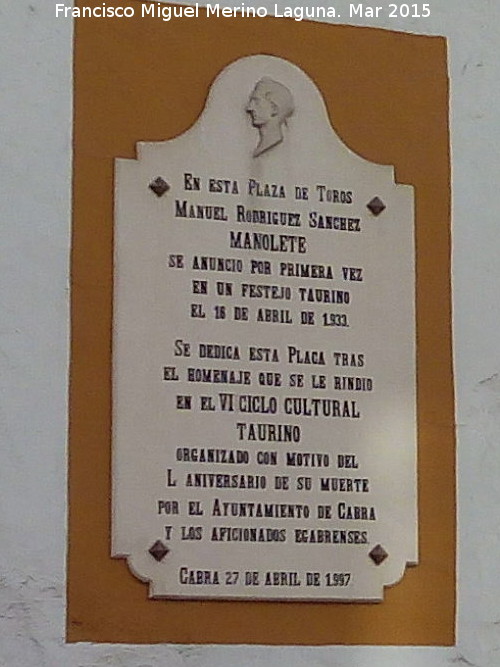 Francisco Miguel Merino Laguna. Mar 2015
EN ESTA PLAZA DE TOROS
MANUEL RODRIGUEZ SANCHEZ
MANOLETE
SE ANUNCIO POR PRIMERA VEZ
EN UN FESTEJO TAURINO
EL 16 DE ABRIL DE 1.933.
SE DEDICA ESTA PLACA TRAS
EL HOMENAJE QUE SE LE RINDIO
EN EL VI CICLO CULTURAL
TAURINO
ORGANIZADO CON MOTIVO DEL
L ANIVERSARIO DE SU MUERTE
POR EL AYUNTAMIENTO DE CABRA
Y LOS AFICIONADOS EGABRENSES.
CABRA 27 DE ABRIL DE 1.997